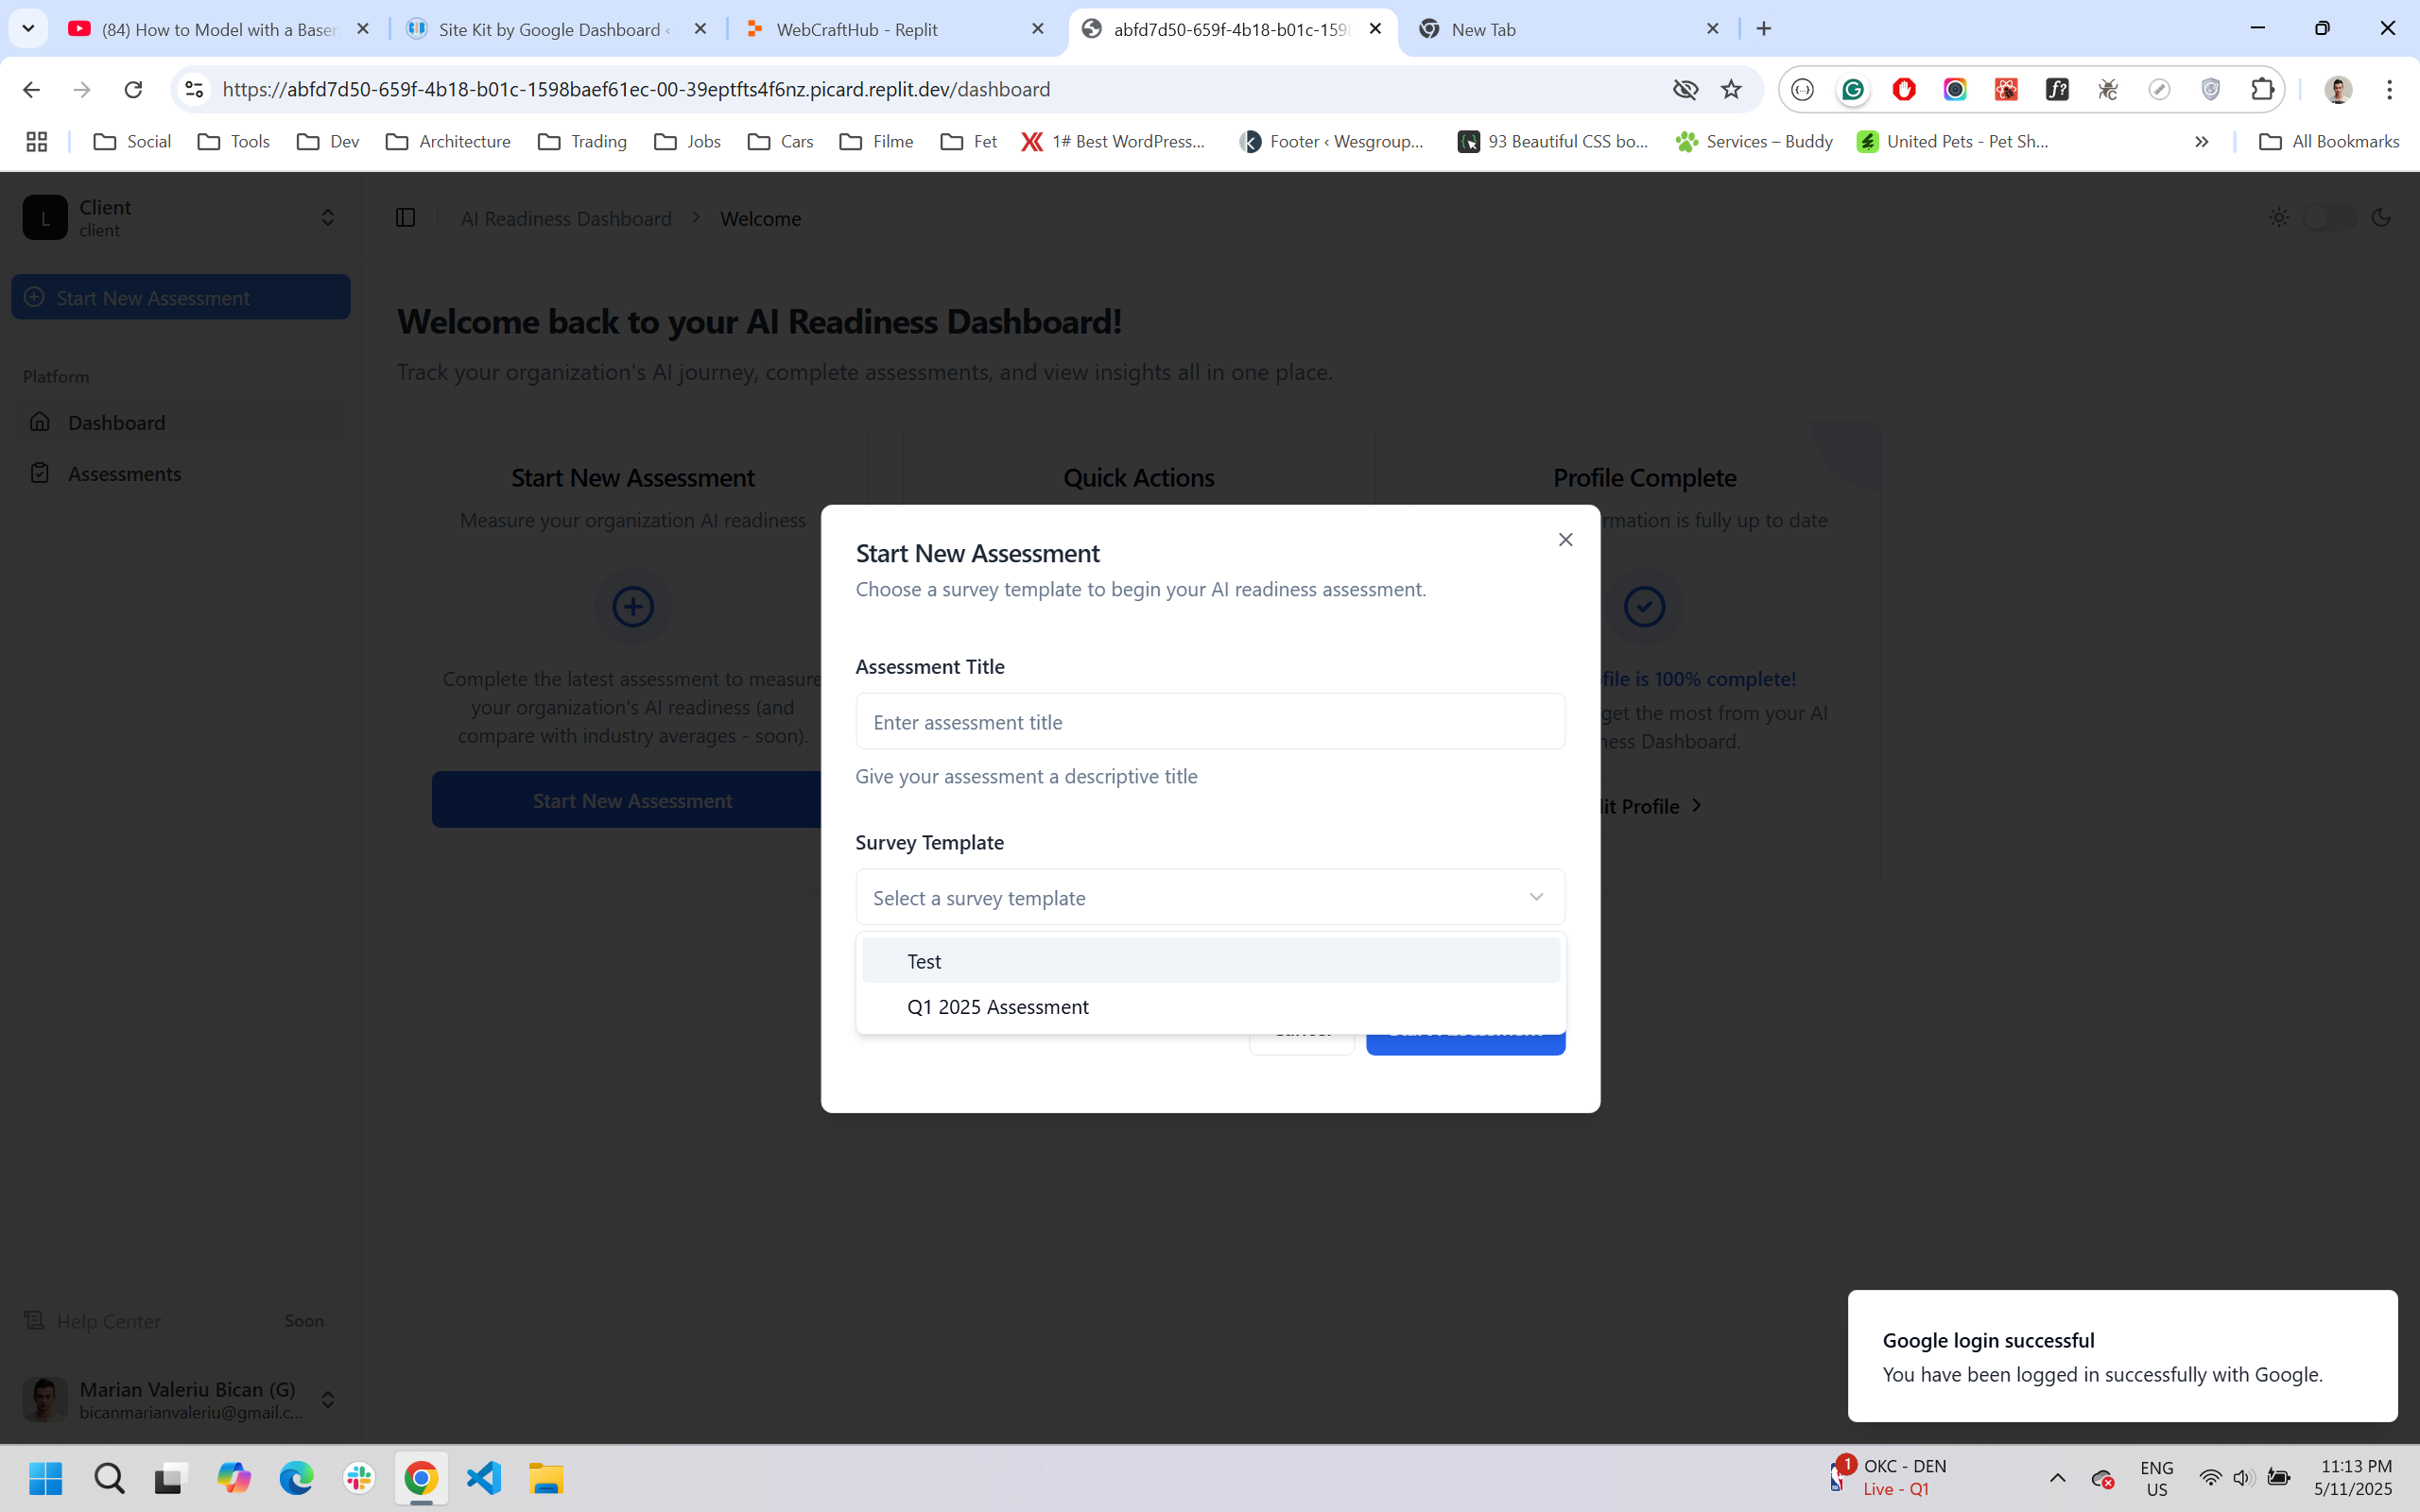 (84) How to Model with a Basem
Site Kit by Google Dashboard ‹
WebCraftHub - Replit
abfd7d50-659f-4b18-b01c-1598
New Tab
https://abfd7d50-659f-4b18-b01c-1598baef61ec-00-39eptfts4f6nz.picard.replit.dev/dashboard
Social
Tools
Dev
Architecture
Trading
Jobs
Cars
Filme
Fet
1# Best WordPress...
Footer ‹ Wesgroup...
93 Beautiful CSS bo...
Services – Buddy
United Pets - Pet Sh...
All Bookmarks
L
Client
client
AI Readiness Dashboard
Welcome
Start New Assessment
Platform
Dashboard
Assessments
Welcome back to your AI Readiness Dashboard!
Track your organization's AI journey, complete assessments, and view insights all in one place.
Start New Assessment
Measure your organization AI readiness
Complete the latest assessment to measure
your organization's AI readiness (and
compare with industry averages - soon).
Start New Assessment
Quick Actions
Profile Complete
rmation is fully up to date
file is 100% complete!
get the most from your AI
ness Dashboard.
lit Profile
Start New Assessment
Choose a survey template to begin your AI readiness assessment.
Assessment Title
Enter assessment title
Give your assessment a descriptive title
Survey Template
Select a survey template
Test
Q1 2025 Assessment
Help Center
Soon
Marian Valeriu Bican (G)
bicanmarianvaleriu@gmail.c...
Google login successful
You have been logged in successfully with Google.
1
OKC - DEN
Live - Q1
ENG
US
11:13 PM
5/11/2025